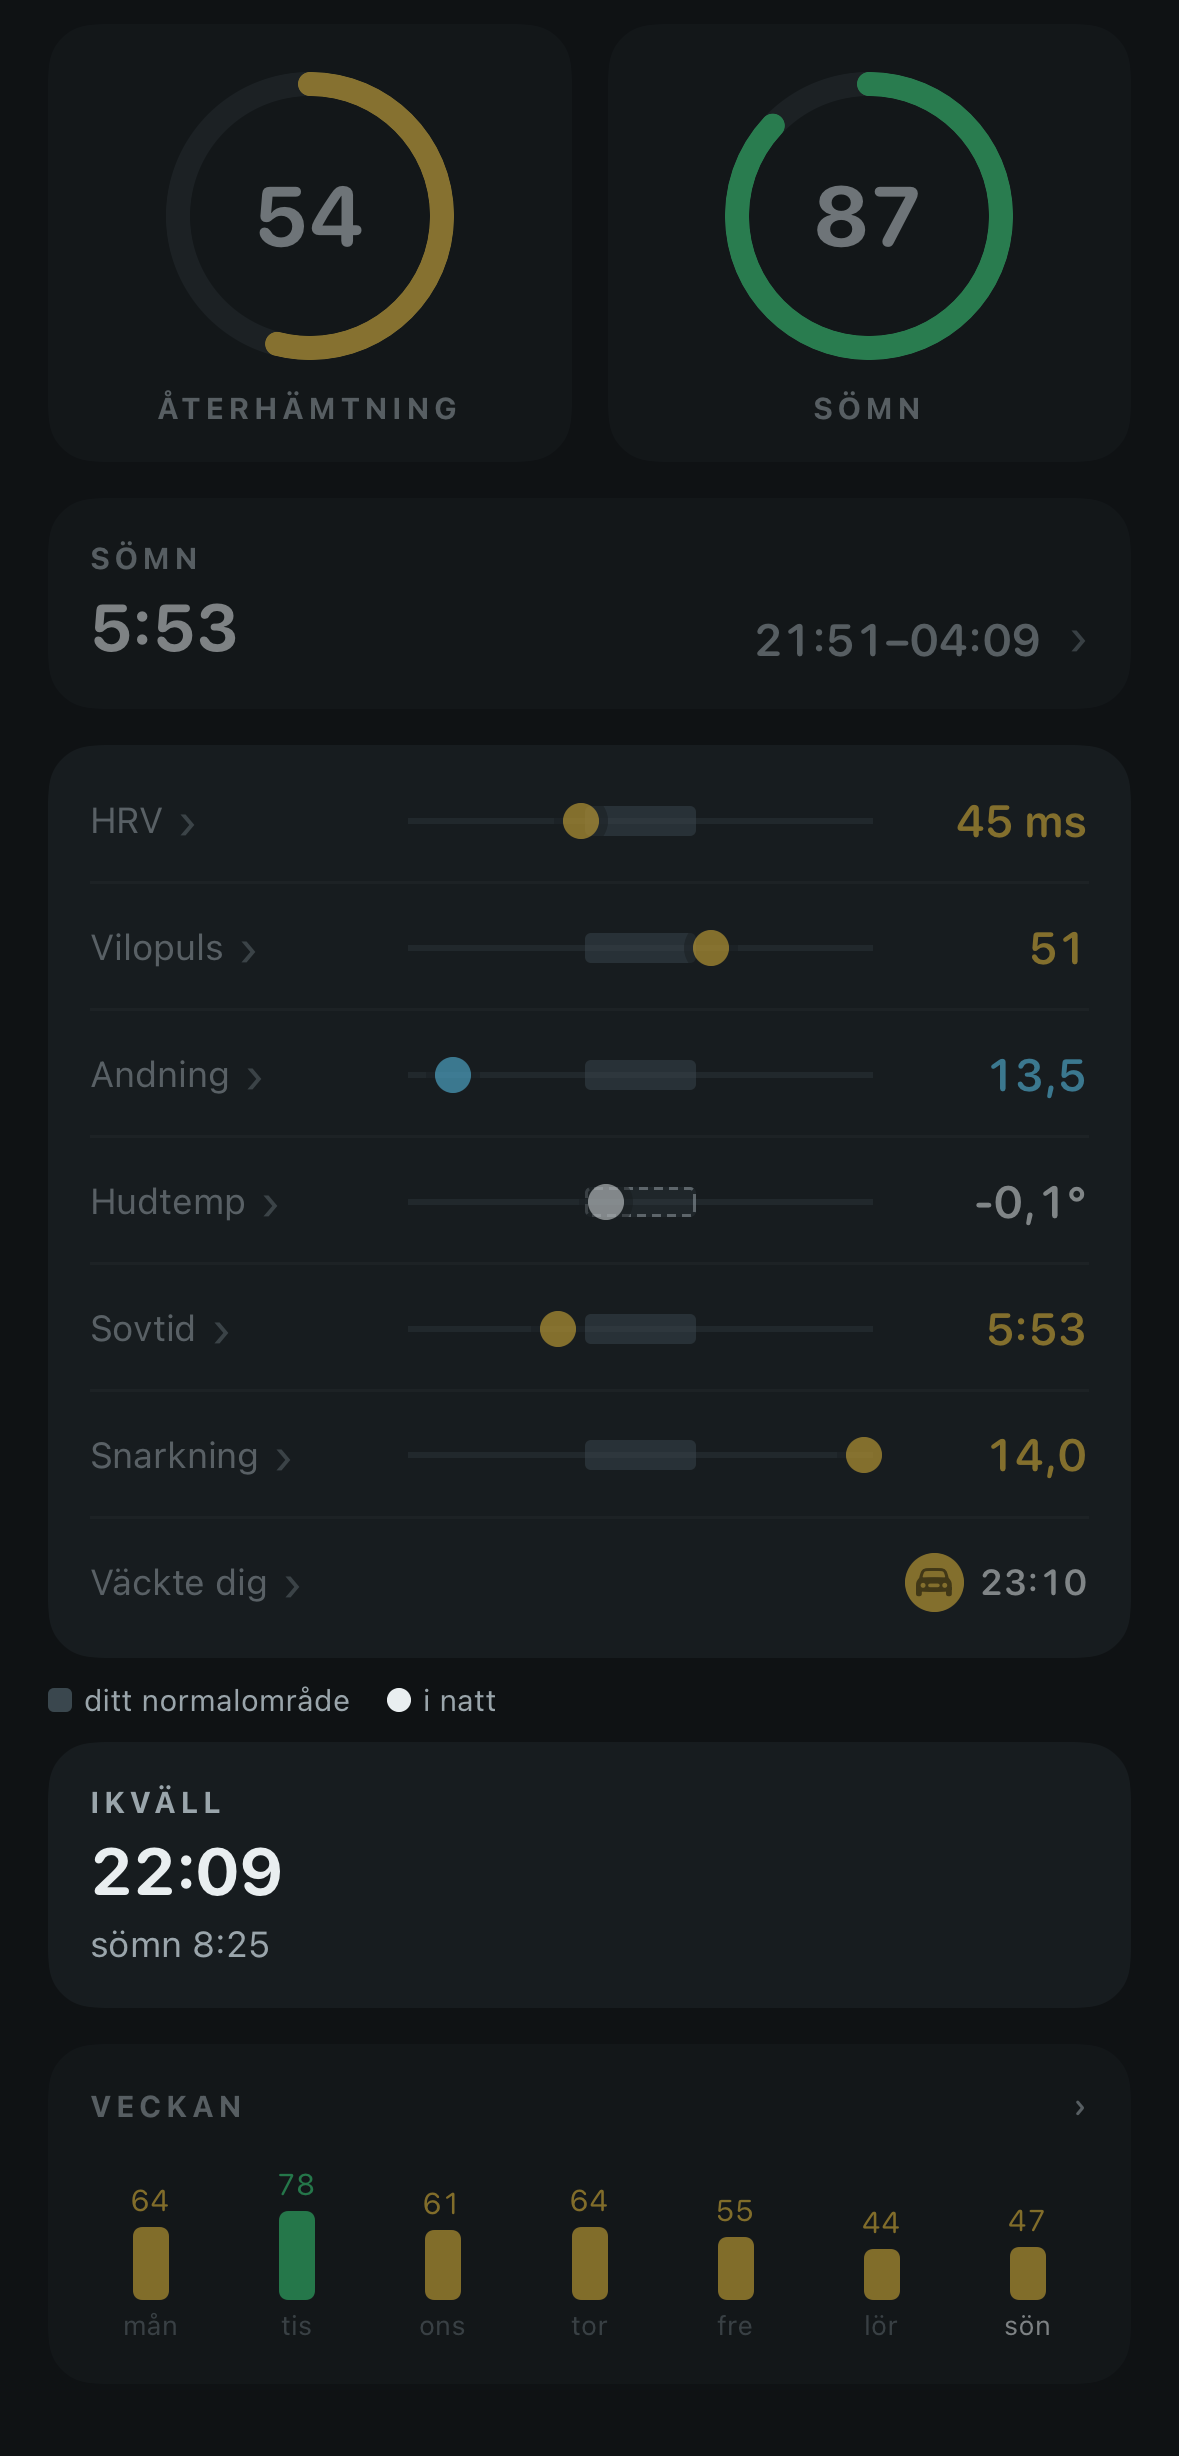 54
87
ÅTERHÄMTNING
SÖMN
SÖMN
5:53
21:51–04:09 ›
HRV › 45 ms
Vilopuls › 51
Andning › 13,5
Hudtemp › -0,1°
Sovtid › 5:53
Snarkning › 14,0
Väckte dig › 23:10
ditt normalområde i natt
IKVÄLL
22:09
sömn 8:25
VECKAN ›
64 78 61 64 55 44 47
mån tis ons tor fre lör sön